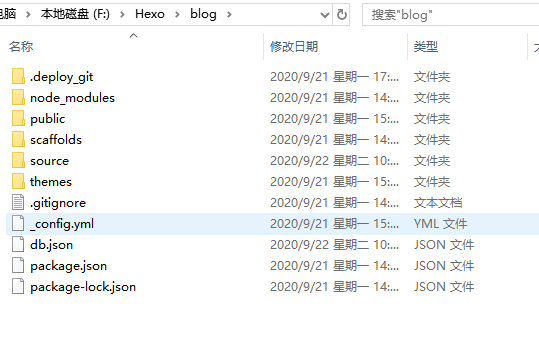 电脑 › 本地磁盘 (F:) › Hexo › blog › 搜索"blog"
名称 修改日期 类型
.deploy_git 2020/9/21 星期一 17:... 文件夹
node_modules 2020/9/21 星期一 14:... 文件夹
public 2020/9/21 星期一 15:... 文件夹
scaffolds 2020/9/21 星期一 14:... 文件夹
source 2020/9/22 星期二 10:... 文件夹
themes 2020/9/21 星期一 15:... 文件夹
.gitignore 2020/9/21 星期一 14:... 文本文档
_config.yml 2020/9/21 星期一 15:... YML 文件
db.json 2020/9/22 星期二 10:... JSON 文件
package.json 2020/9/21 星期一 14:... JSON 文件
package-lock.json 2020/9/21 星期一 14:... JSON 文件